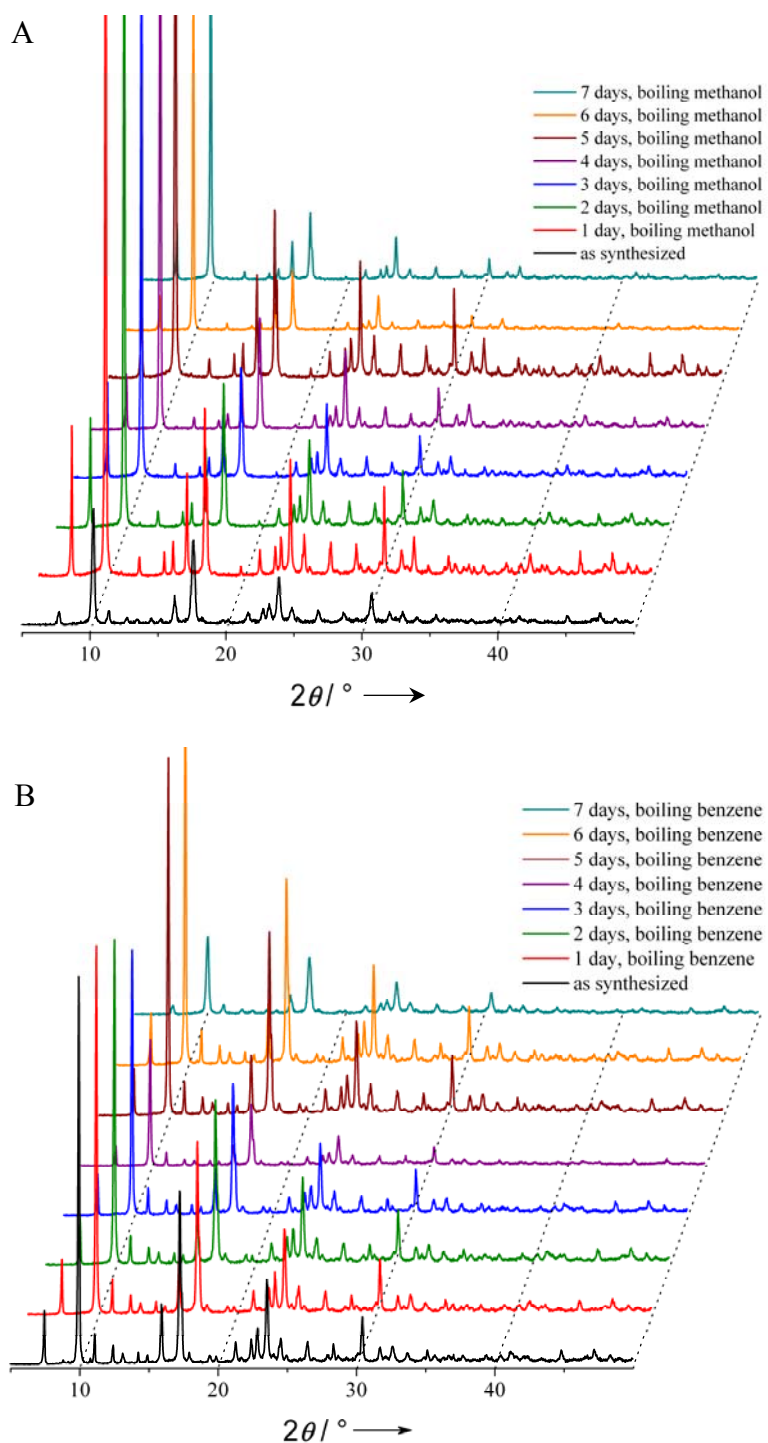 A
7 days, boiling methanol
6 days, boiling methanol
5 days, boiling methanol
4 days, boiling methanol
3 days, boiling methanol
2 days, boiling methanol
1 day, boiling methanol
as synthesized
10 20 30 40
2θ/ °
B
7 days, boiling benzene
6 days, boiling benzene
5 days, boiling benzene
4 days, boiling benzene
3 days, boiling benzene
2 days, boiling benzene
1 day, boiling benzene
as synthesized
10 20 30 40
2θ/ °